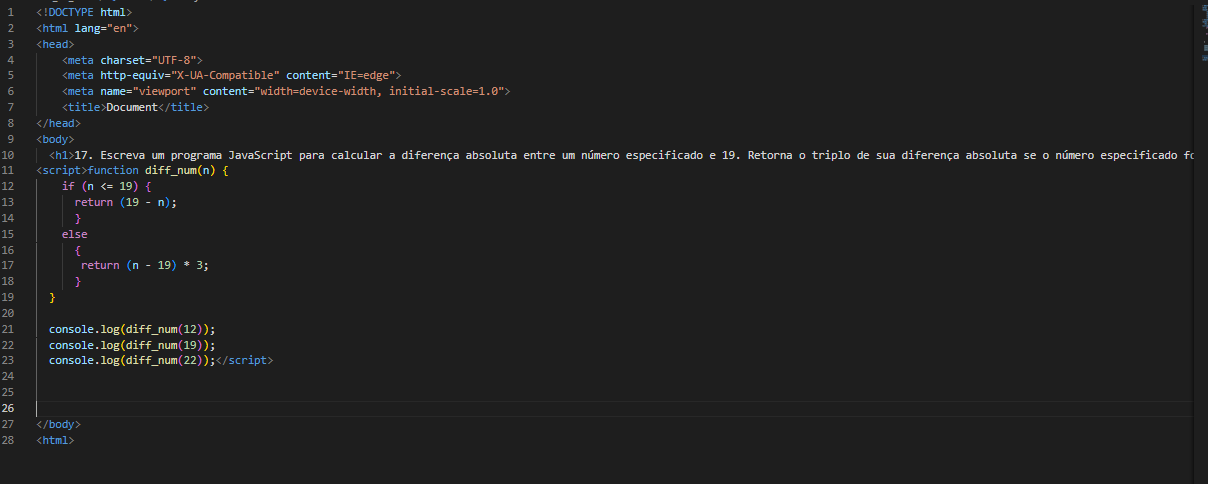 1 <!DOCTYPE html>
2 <html lang="en">
3 <head>
4     <meta charset="UTF-8">
5     <meta http-equiv="X-UA-Compatible" content="IE=edge">
6     <meta name="viewport" content="width=device-width, initial-scale=1.0">
7     <title>Document</title>
8 </head>
9 <body>
10   <h1>17. Escreva um programa JavaScript para calcular a diferença absoluta entre um número especificado e 19. Retorna o triplo de sua diferença absoluta se o número especificado fo
11 <script>function diff_num(n) {
12     if (n <= 19) {
13       return (19 - n);
14       }
15     else
16       {
17        return (n - 19) * 3;
18       }
19   }
20
21   console.log(diff_num(12));
22   console.log(diff_num(19));
23   console.log(diff_num(22));</script>
24
25
26
27 </body>
28 <html>